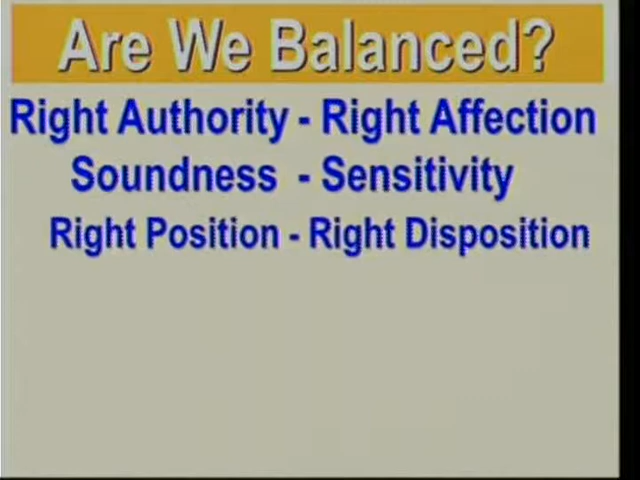 Are We Balanced?
Right Authority - Right Affection
Soundness - Sensitivity
Right Position - Right Disposition